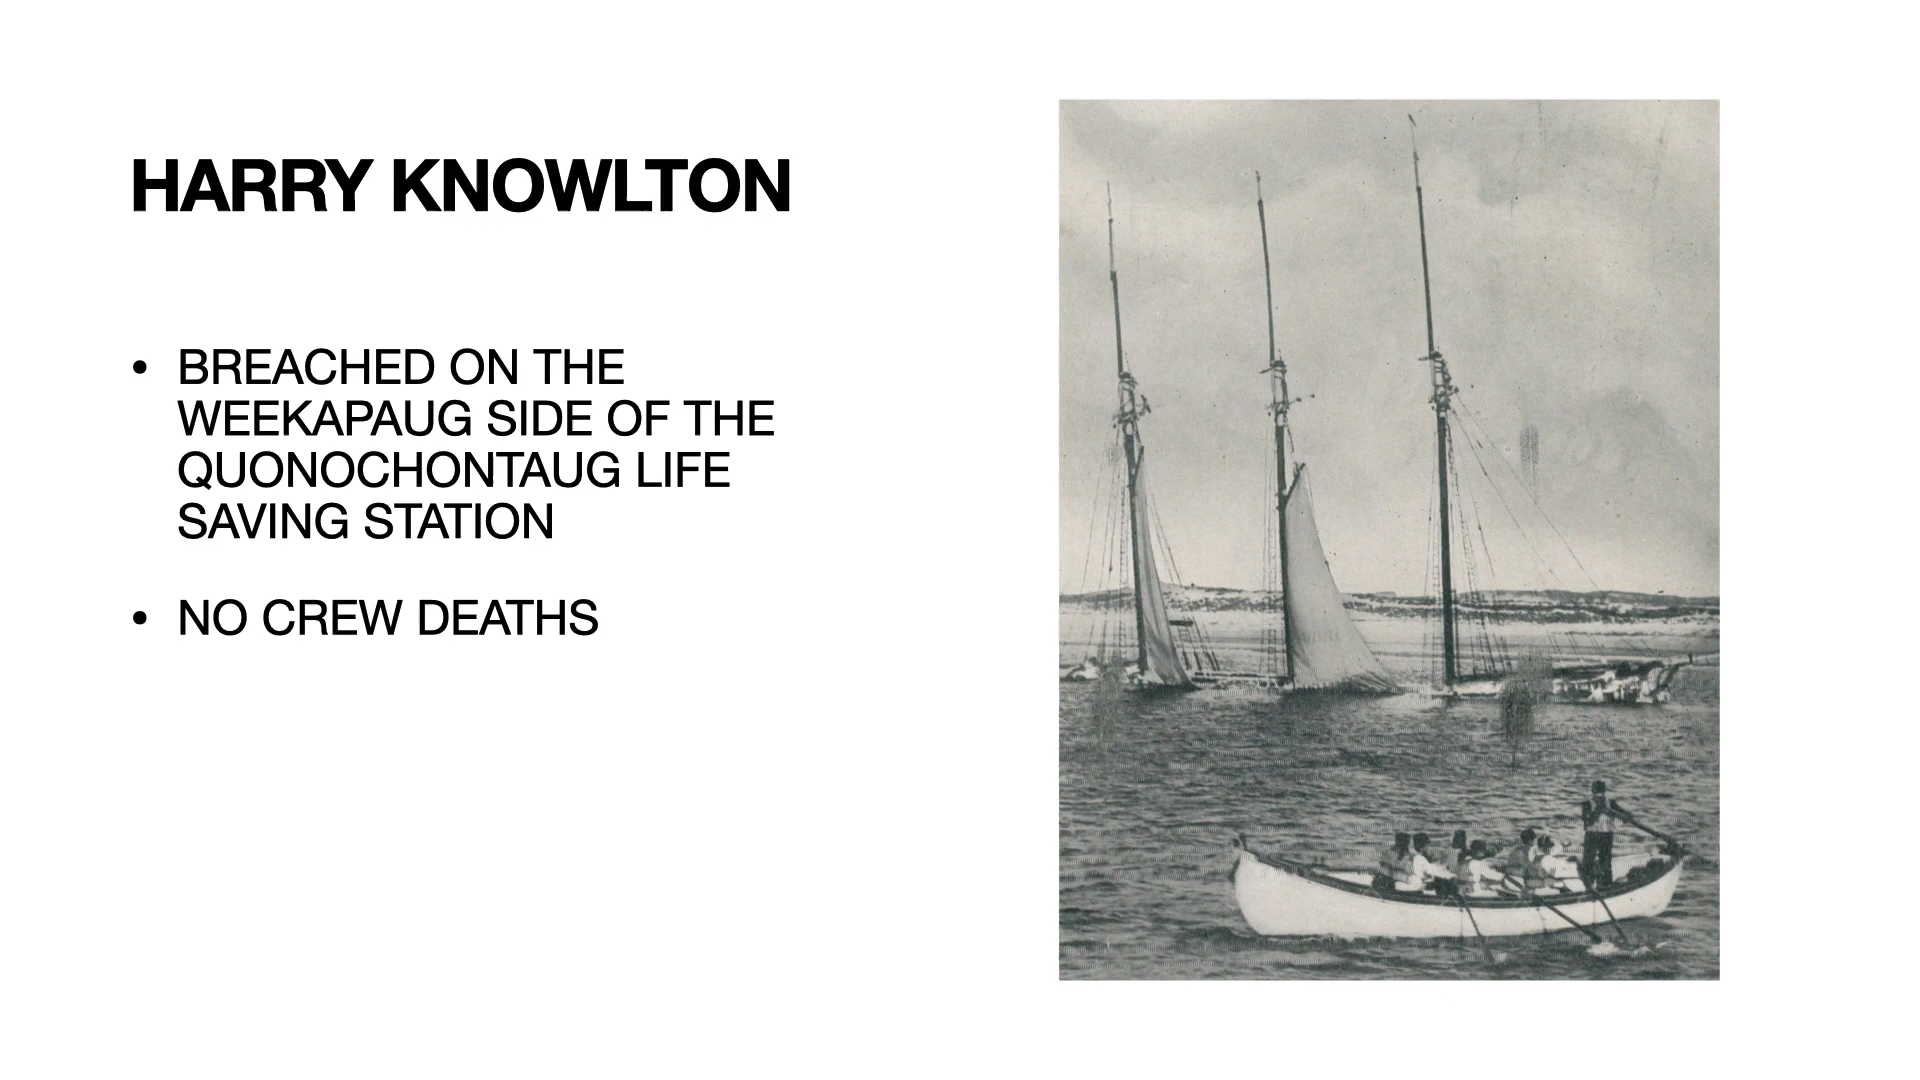 HARRY KNOWLTON
• BREACHED ON THE
WEEKAPAUG SIDE OF THE
QUONOCHONTAUG LIFE
SAVING STATION
• NO CREW DEATHS